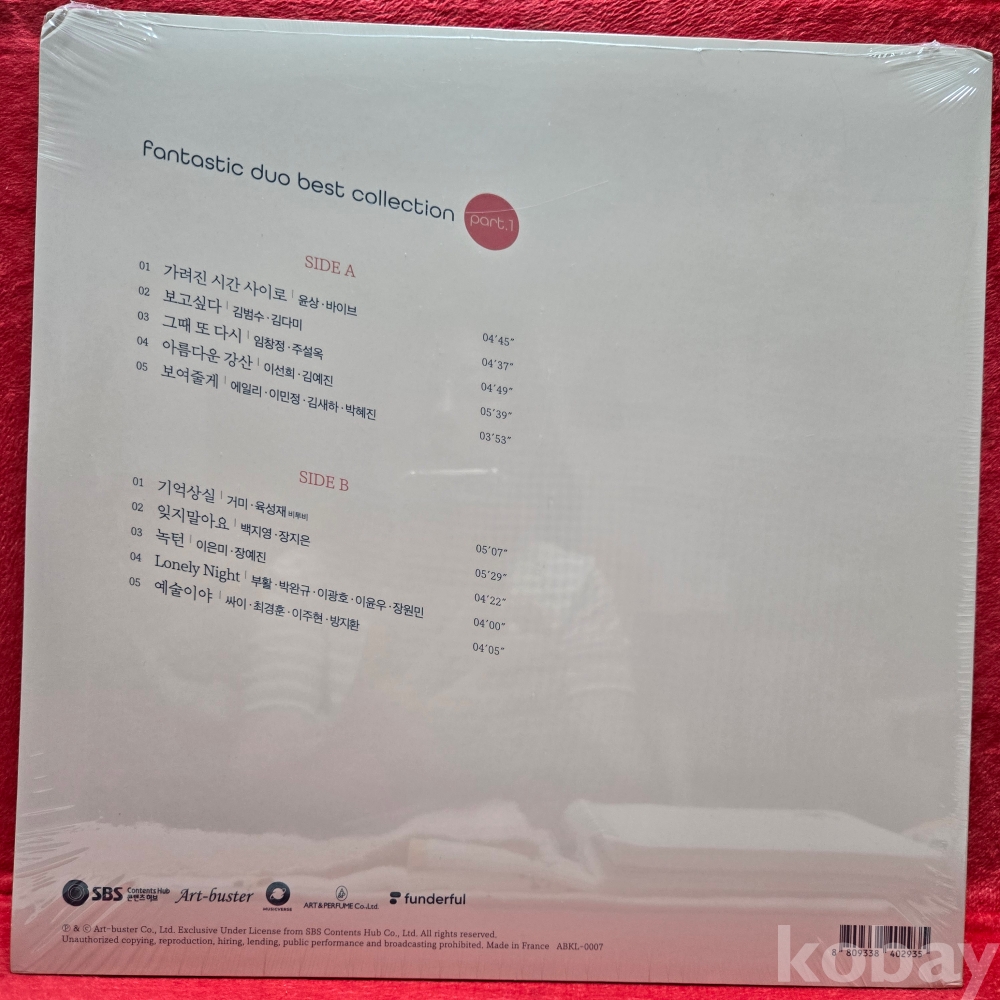 fantastic duo best collection part.1
SIDE A
01 가려진 시간 사이로 | 윤상·바이브 04'45"
02 보고싶다 | 김범수·김다미 04'37"
03 그때 또 다시 | 임창정·주설옥 04'49"
04 아름다운 강산 | 이선희·김예진 05'39"
05 보여줄게 | 에일리·이민정·김새하·박혜진 03'53"
SIDE B
01 기억상실 | 거미·육성재 비투비 05'07"
02 잊지말아요 | 백지영·장지은 05'29"
03 녹턴 | 이은미·장예진 04'22"
04 Lonely Night | 부활·박완규·이광호·이윤우·장원민 04'00"
05 예술이야 | 싸이·최경훈·이주현·방지환 04'05"
SBS Contents Hub 콘텐츠허브 Art-buster MUSICVERSE ART & PERFUME Co.,Ltd. funderful
Ⓟ & Ⓒ Art-buster Co., Ltd. Exclusive Under License from SBS Contents Hub Co., Ltd. All rights reserved.
Unauthorized copying, reproduction, hiring, lending, public performance and broadcasting prohibited. Made in France ABKL-0007
8 809338 402935
kobay